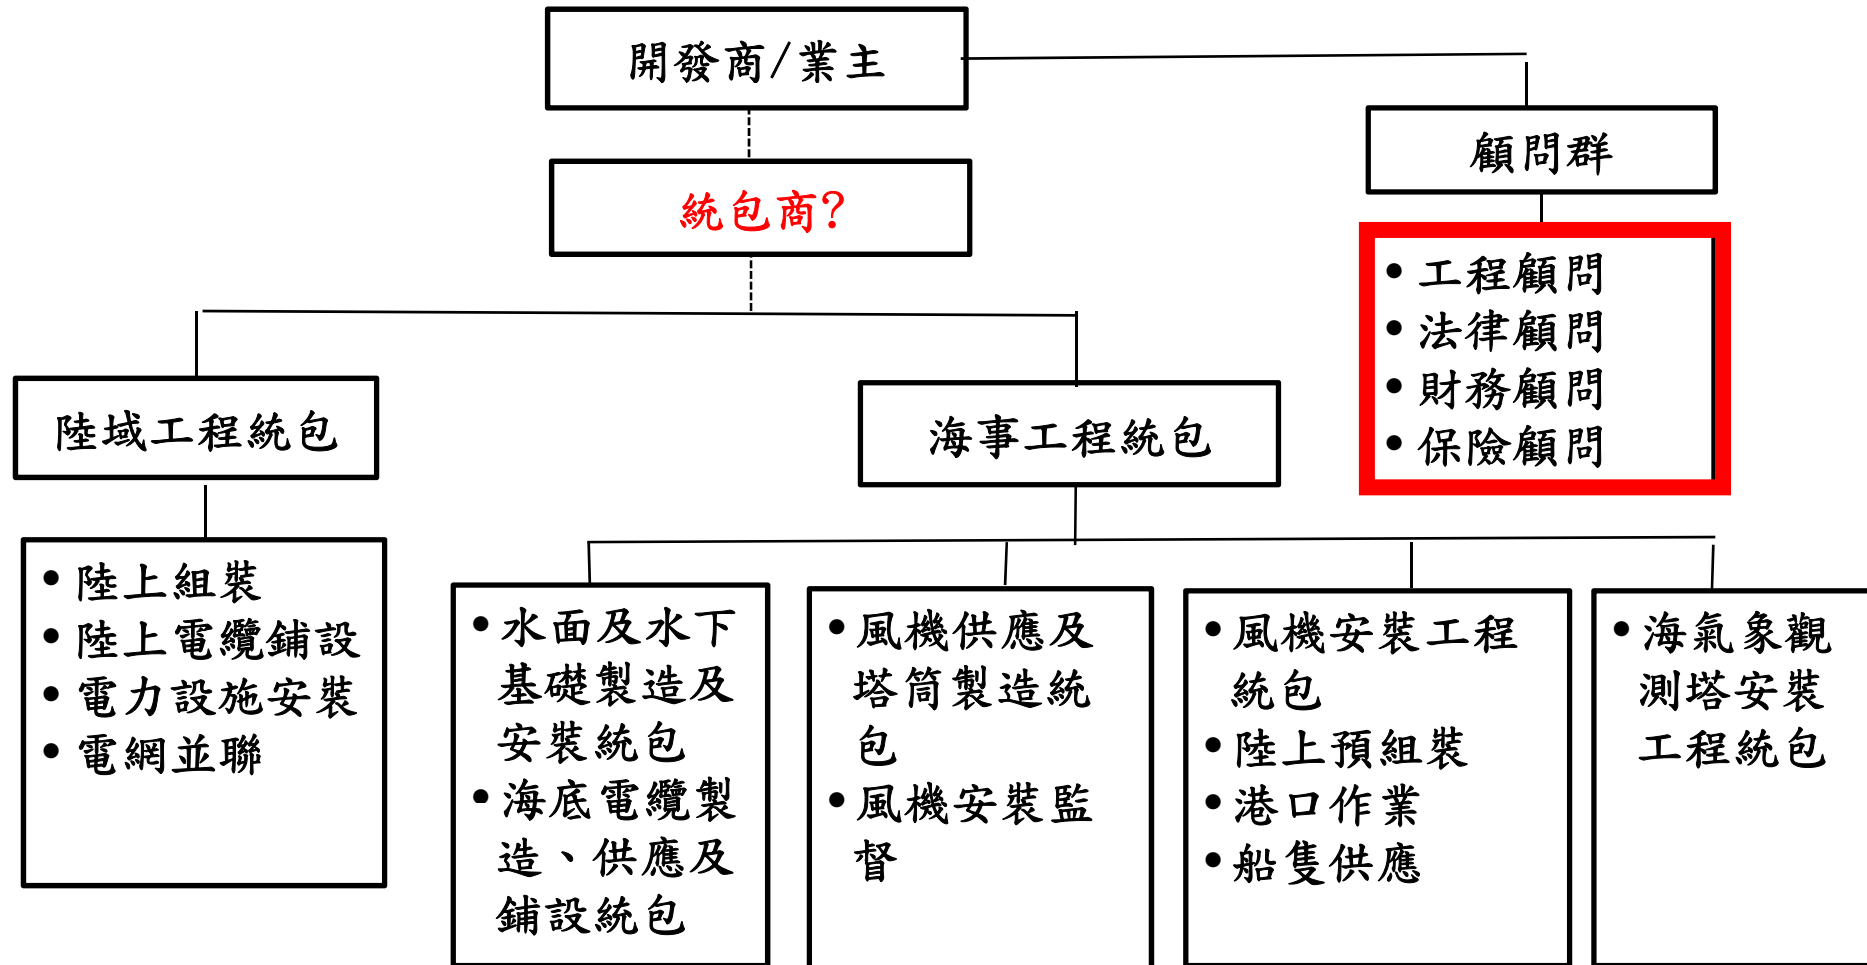 開發商/業主
顧問群
統包商?
• 工程顧問
• 法律顧問
• 財務顧問
• 保險顧問
陸域工程統包
海事工程統包
• 陸上組裝
• 陸上電纜鋪設
• 電力設施安裝
• 電網並聯
• 水面及水下
基礎製造及
安裝統包
• 海底電纜製
造、供應及
鋪設統包
• 風機供應及
塔筒製造統
包
• 風機安裝監
督
• 風機安裝工程
統包
• 陸上預組裝
• 港口作業
• 船隻供應
• 海氣象觀
測塔安裝
工程統包